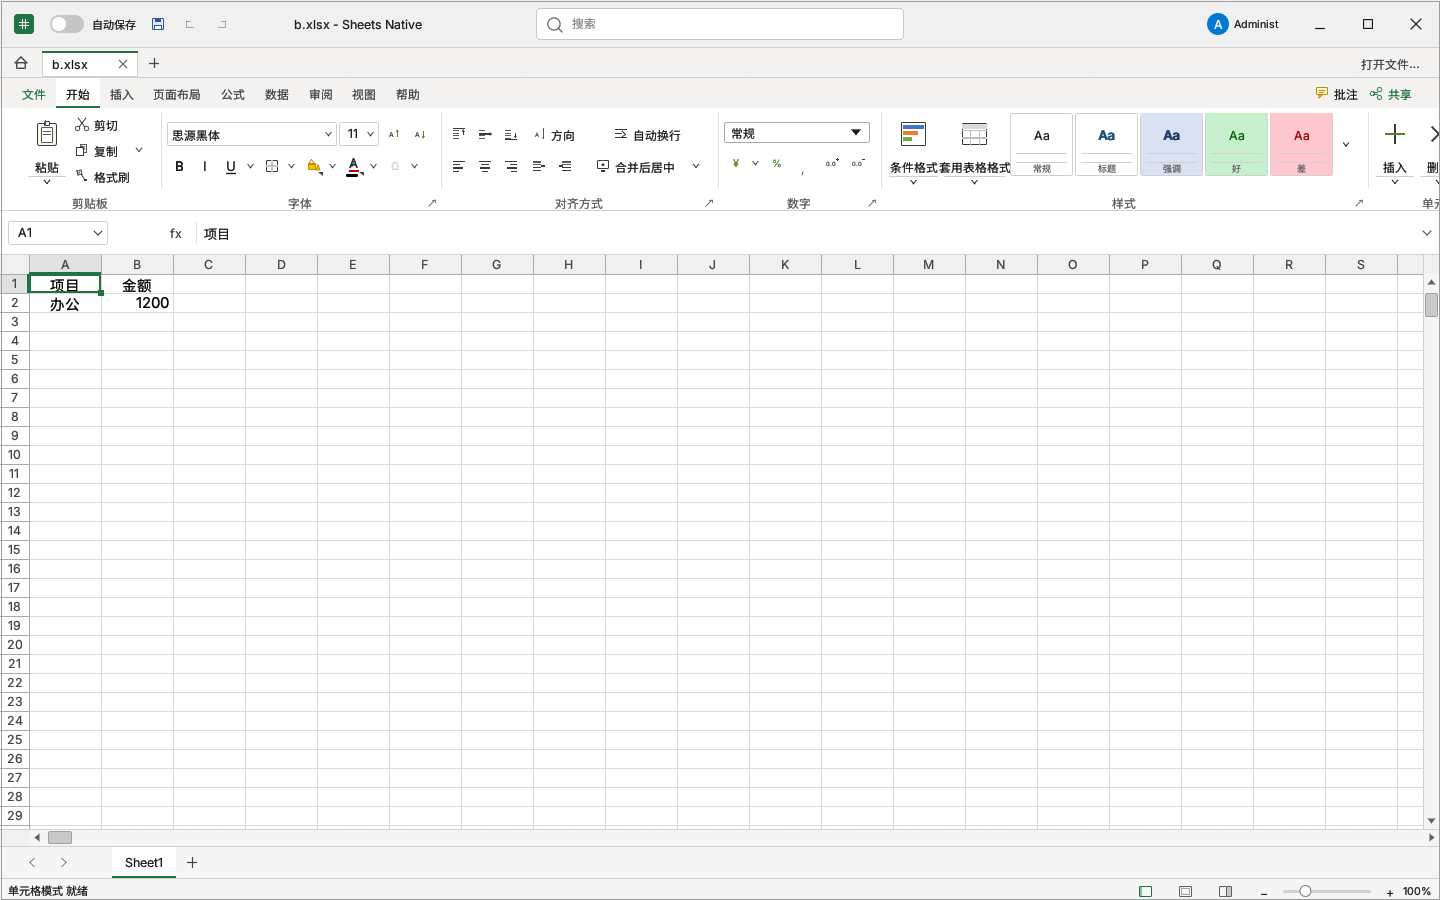 自动保存 b.xlsx - Sheets Native 搜索 A Administ
b.xlsx 打开文件...
文件 开始 插入 页面布局 公式 数据 审阅 视图 帮助 批注 共享
粘贴 剪切 复制 格式刷
剪贴板
思源黑体 11 A A
B I U A Ω
字体
方向 自动换行
合并后居中
对齐方式
常规
¥ % , 0.0 0.0
数字
条件格式 套用表格格式
Aa 常规 Aa 标题 Aa 强调 Aa 好 Aa 差
样式
插入 删
单元
A1 fx 项目
A B C D E F G H I J K L M N O P Q R S
1 项目 金额
2 办公 1200
3
4
5
6
7
8
9
10
11
12
13
14
15
16
17
18
19
20
21
22
23
24
25
26
27
28
29
Sheet1
单元格模式 就绪 100%